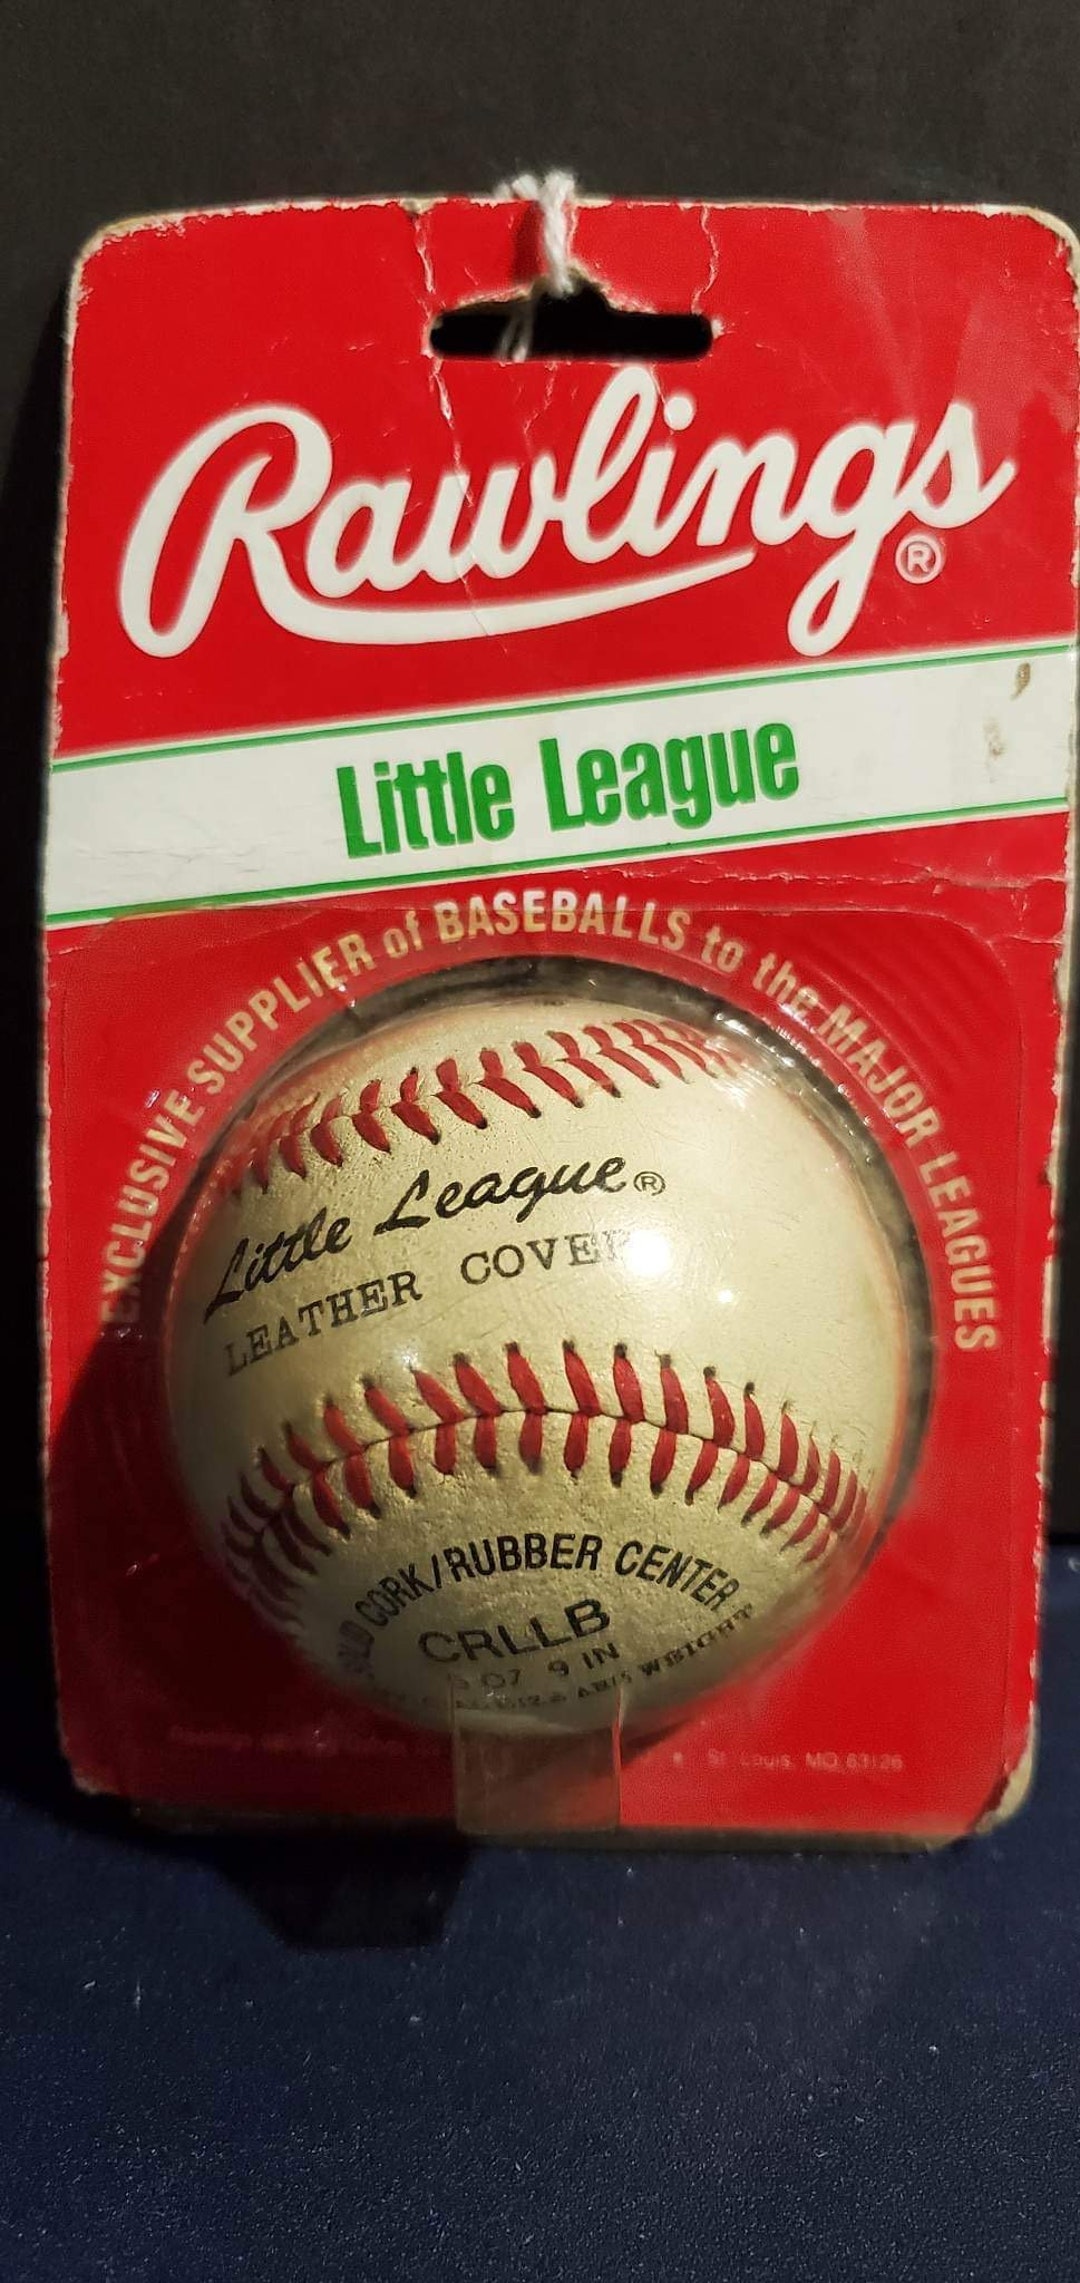 Rawlings®
Little League
EXCLUSIVE SUPPLIER of BASEBALLS to the MAJOR LEAGUES
Little League®
LEATHER COVER
CORK/RUBBER CENTER
CRLLB
9 IN
WEIGHT
St. Louis, MO 63126